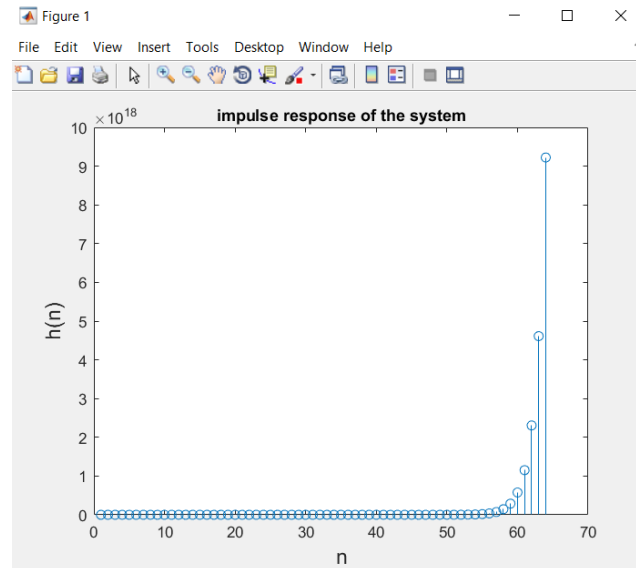 Figure 1
File Edit View Insert Tools Desktop Window Help
×10^18
impulse response of the system
10
9
8
7
6
5
4
3
2
1
0
h(n)
0 10 20 30 40 50 60 70
n